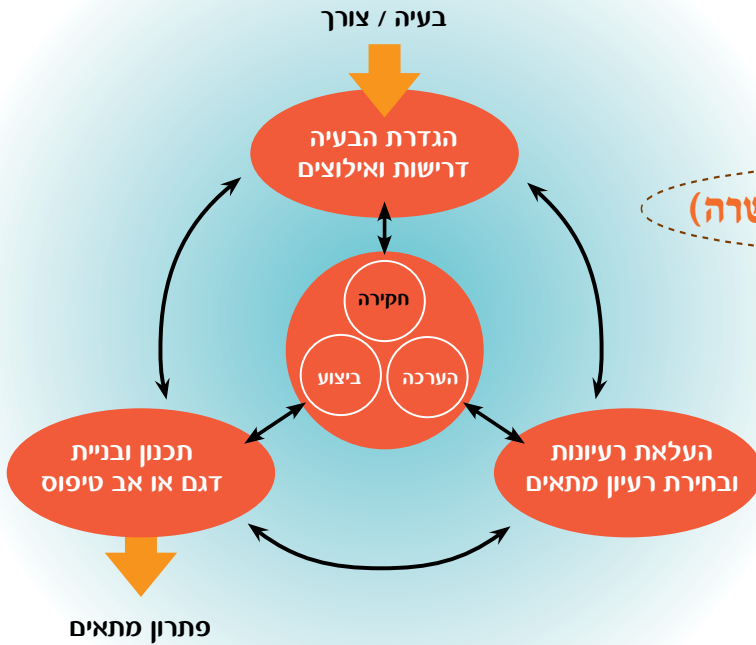 בעיה / צורך
הגדרת הבעיה
דרישות ואילוצים
חקירה
הערכה
ביצוע
העלאת רעיונות
ובחירת רעיון מתאים
תכנון ובניית
דגם או אב טיפוס
פתרון מתאים